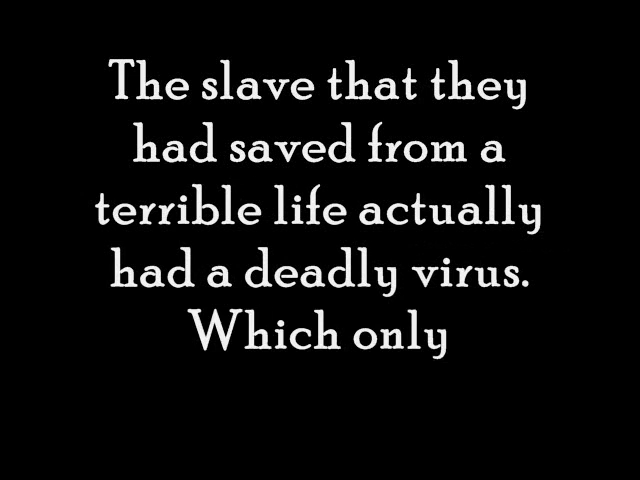 The slave that they
had saved from a
terrible life actually
had a deadly virus.
Which only